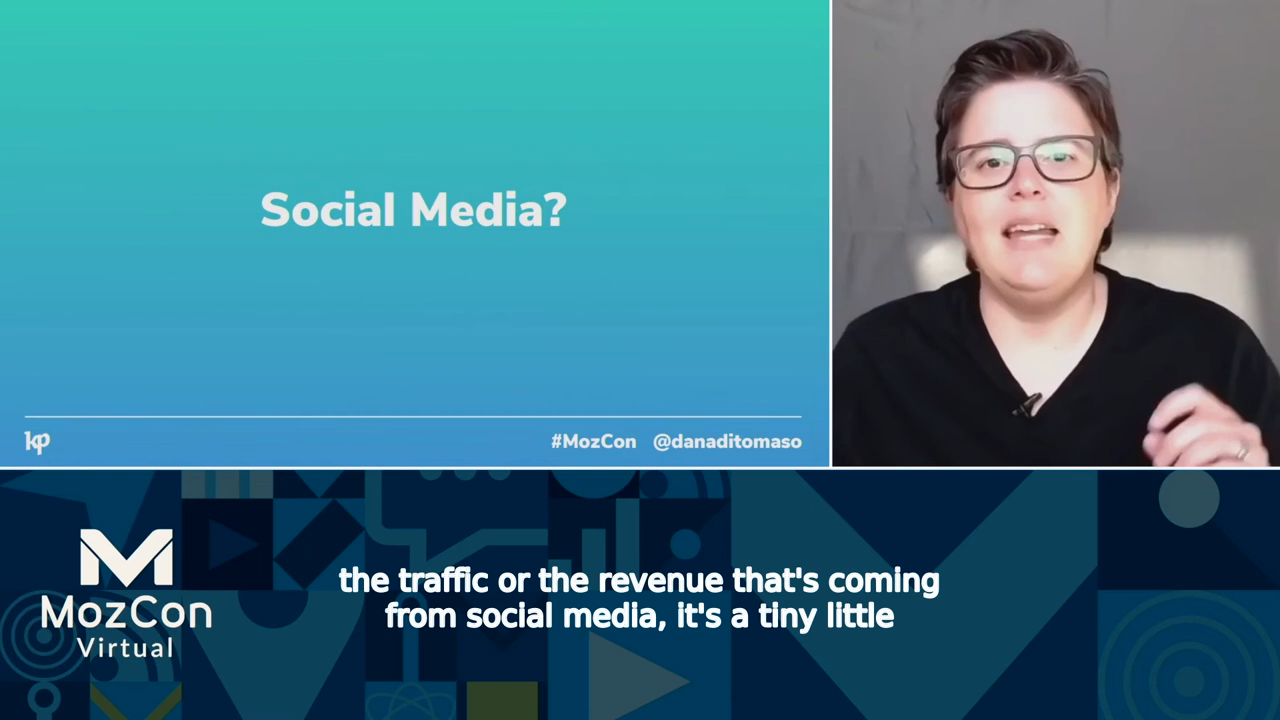 Social Media?
kp
#MozCon @danaditomaso
M
MozCon
Virtual
the traffic or the revenue that's coming
from social media, it's a tiny little